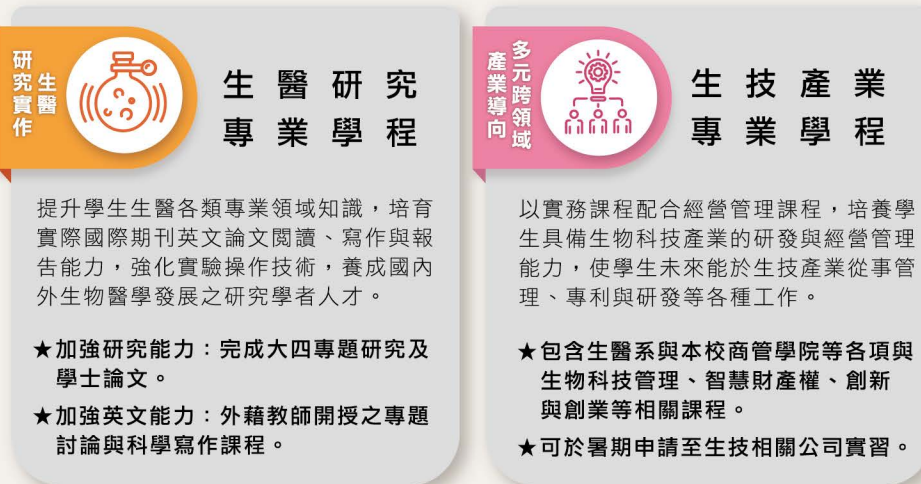 生醫
研究實作
生醫研究
專業學程
提升學生生醫各類專業領域知識，培育
實際國際期刊英文論文閱讀、寫作與報
告能力，強化實驗操作技術，養成國內
外生物醫學發展之研究學者人才。
★加強研究能力：完成大四專題研究及
學士論文。
★加強英文能力：外藉教師開授之專題
討論與科學寫作課程。
多元跨領域
產業導向
生技產業
專業學程
以實務課程配合經營管理課程，培養學
生具備生物科技產業的研發與經營管理
能力，使學生未來能於生技產業從事管
理、專利與研發等各種工作。
★包含生醫系與本校商管學院等各項與
生物科技管理、智慧財產權、創新
與創業等相關課程。
★可於暑期申請至生技相關公司實習。